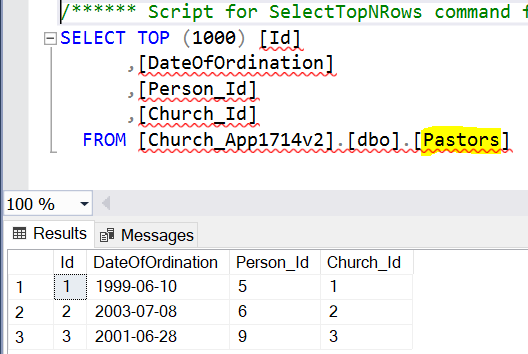 /****** Script for SelectTopNRows command f
SELECT TOP (1000) [Id]
,[DateOfOrdination]
,[Person_Id]
,[Church_Id]
FROM [Church_App1714v2].[dbo].[Pastors]
100 %
Results Messages
Id DateOfOrdination Person_Id Church_Id
1 1 1999-06-10 5 1
2 2 2003-07-08 6 2
3 3 2001-06-28 9 3